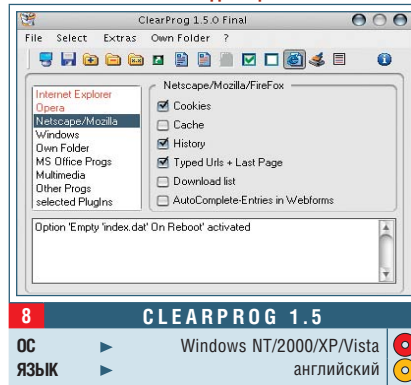 ClearProg 1.5.0 Final
File Select Extras Own Folder ?
Internet Explorer
Opera
Netscape/Mozilla
Windows
Own Folder
MS Office Progs
Multimedia
Other Progs
selected PlugIns
Netscape/Mozilla/FireFox
Cookies
Cache
History
Typed Urls + Last Page
Download list
AutoComplete-Entries in Webforms
Option 'Empty 'index.dat' On Reboot' activated
8 CLEARPROG 1.5
ОС Windows NT/2000/XP/Vista
ЯЗЫК английский